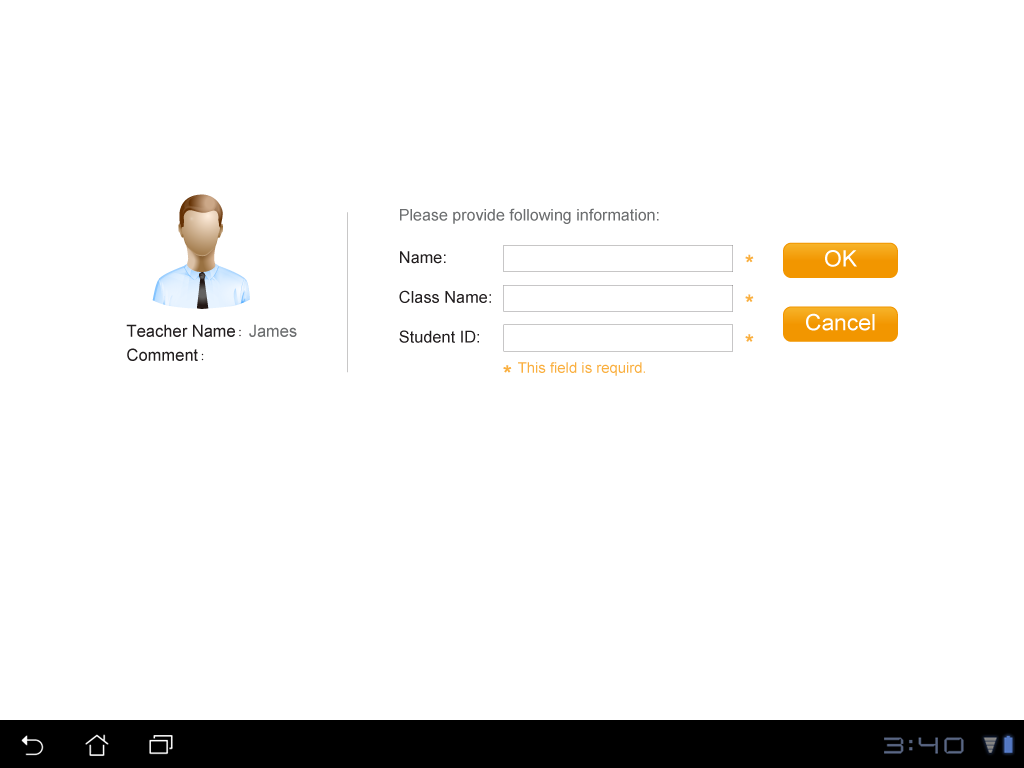 Please provide following information:
Name: *
OK
Class Name: *
Cancel
Student ID: *
* This field is requird.
Teacher Name: James
Comment:
3:40